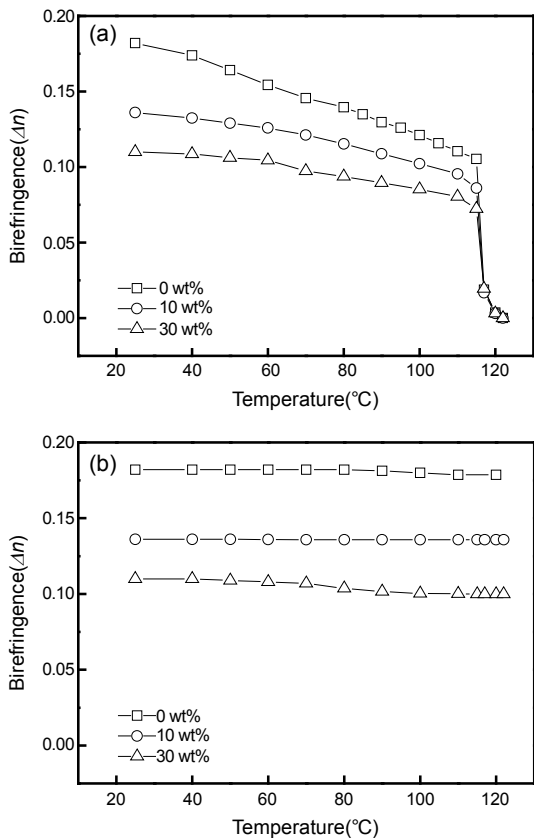 (a)
Birefringence(Δn)
0.20
0.15
0.10
0.05
0.00
0 wt%
10 wt%
30 wt%
20 40 60 80 100 120
Temperature(℃)
(b)
Birefringence(Δn)
0.20
0.15
0.10
0.05
0.00
0 wt%
10 wt%
30 wt%
20 40 60 80 100 120
Temperature(℃)